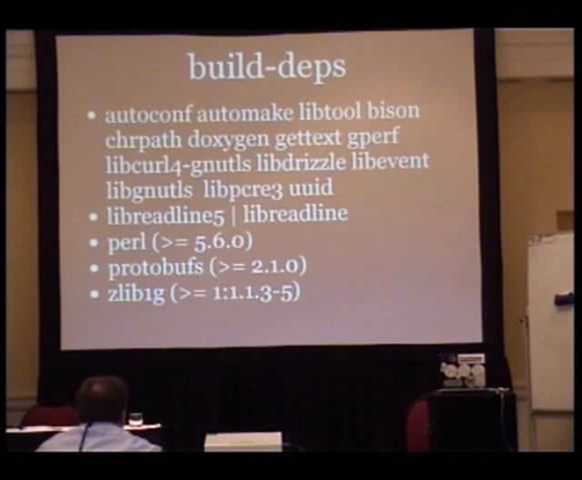 build-deps
• autoconf automake libtool bison
chrpath doxygen gettext gperf
libcurl4-gnutls libdrizzle libevent
libgnutls libpcre3 uuid
• libreadline5 | libreadline
• perl (>= 5.6.0)
• protobufs (>= 2.1.0)
• zlib1g (>= 1:1.1.3-5)